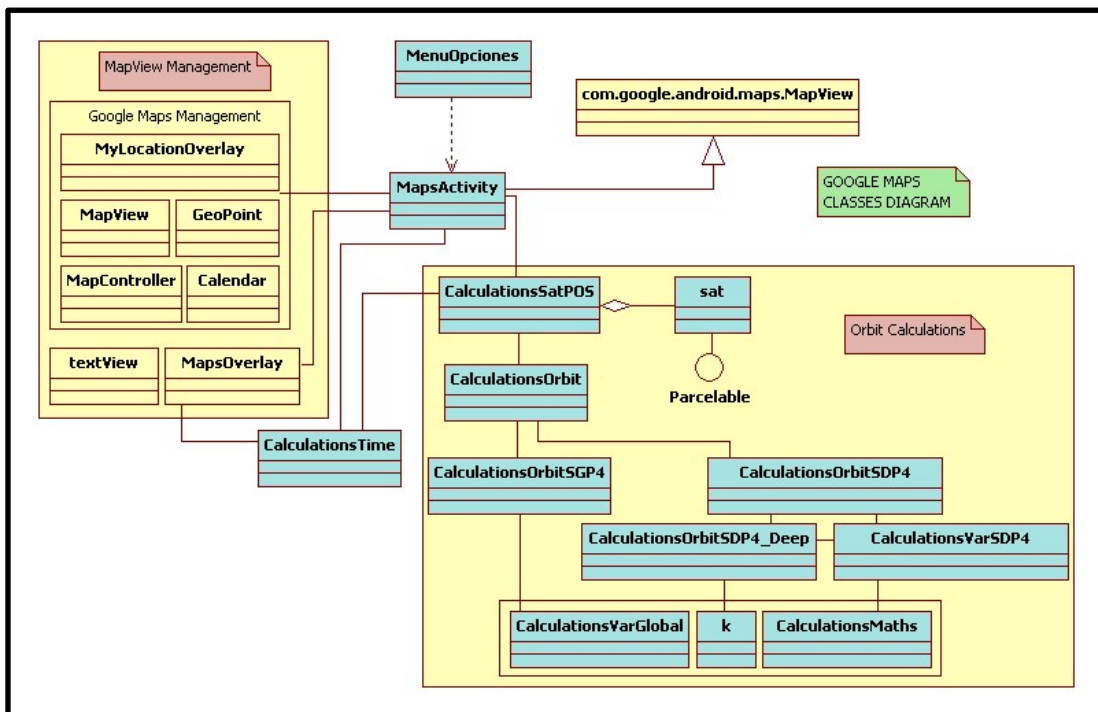 MapView Management
Google Maps Management
MyLocationOverlay
MapView
GeoPoint
MapController
Calendar
textView
MapsOverlay
MenuOpciones
com.google.android.maps.MapView
MapsActivity
GOOGLE MAPS
CLASSES DIAGRAM
CalculationsTime
CalculationsSatPOS
sat
Orbit Calculations
Parcelable
CalculationsOrbit
CalculationsOrbitSGP4
CalculationsOrbitSDP4
CalculationsOrbitSDP4_Deep
CalculationsVarSDP4
CalculationsVarGlobal
k
CalculationsMaths